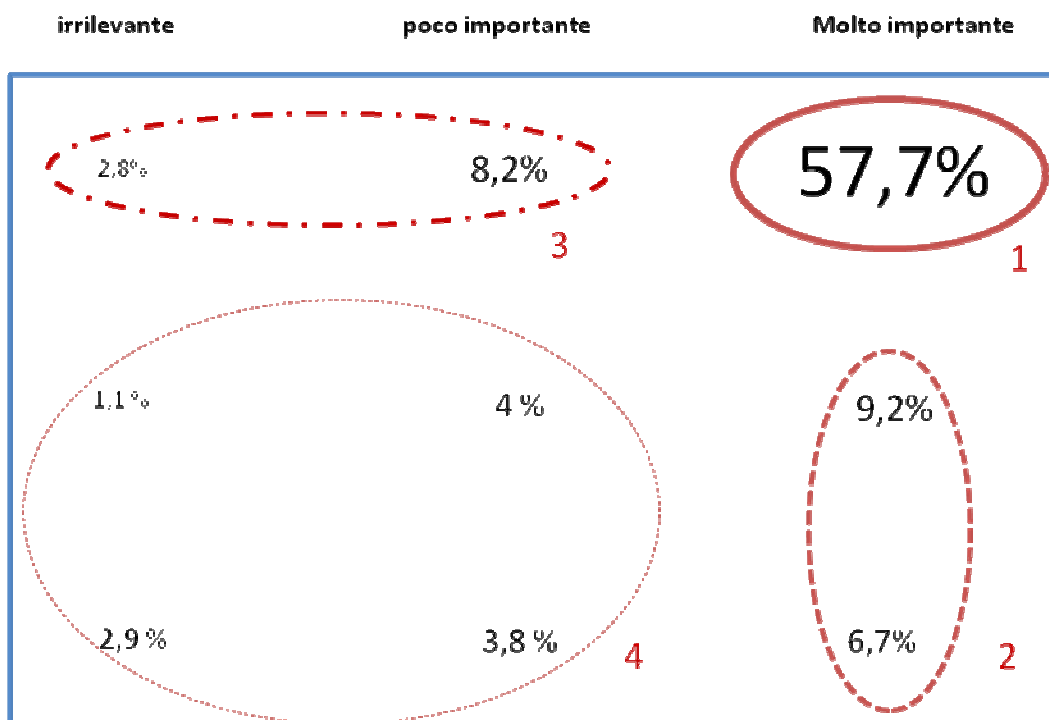 irrilevante poco importante Molto importante
2,8% 8,2% 57,7%
3 1
1,1% 4 % 9,2%
2,9 % 3,8 % 4 6,7% 2